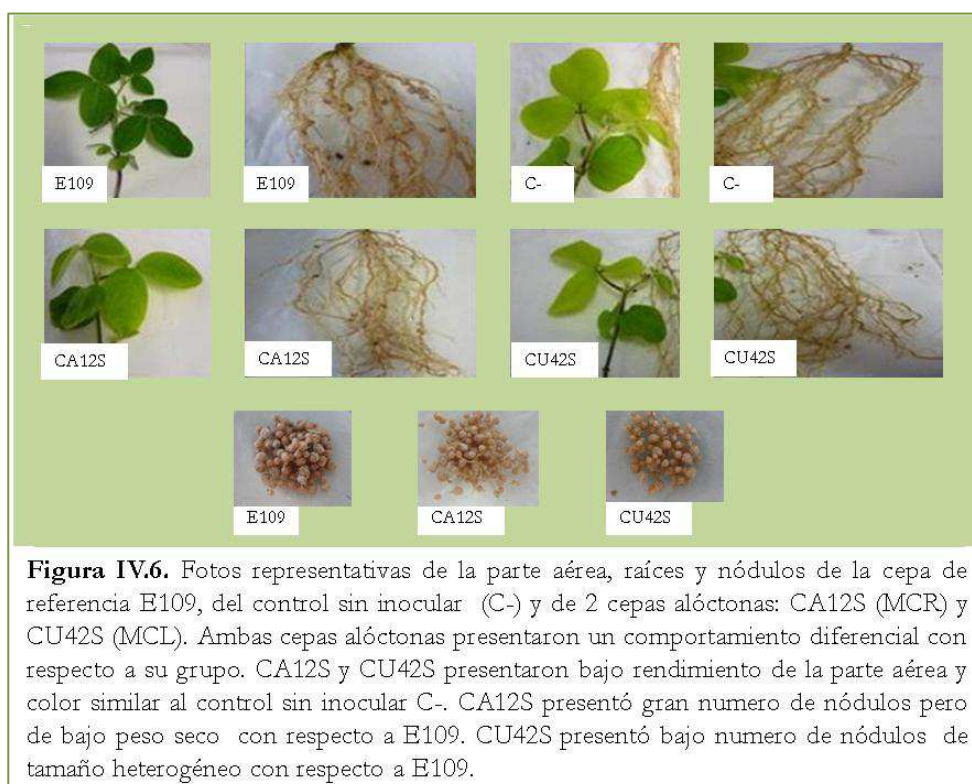 E109
E109
C-
C-
CA12S
CA12S
CU42S
CU42S
E109
CA12S
CU42S
Figura IV.6. Fotos representativas de la parte aérea, raíces y nódulos de la cepa de
referencia E109, del control sin inocular (C-) y de 2 cepas alóctonas: CA12S (MCR) y
CU42S (MCL). Ambas cepas alóctonas presentaron un comportamiento diferencial con
respecto a su grupo. CA12S y CU42S presentaron bajo rendimiento de la parte aérea y
color similar al control sin inocular C-. CA12S presentó gran numero de nódulos pero
de bajo peso seco con respecto a E109. CU42S presentó bajo numero de nódulos de
tamaño heterogéneo con respecto a E109.